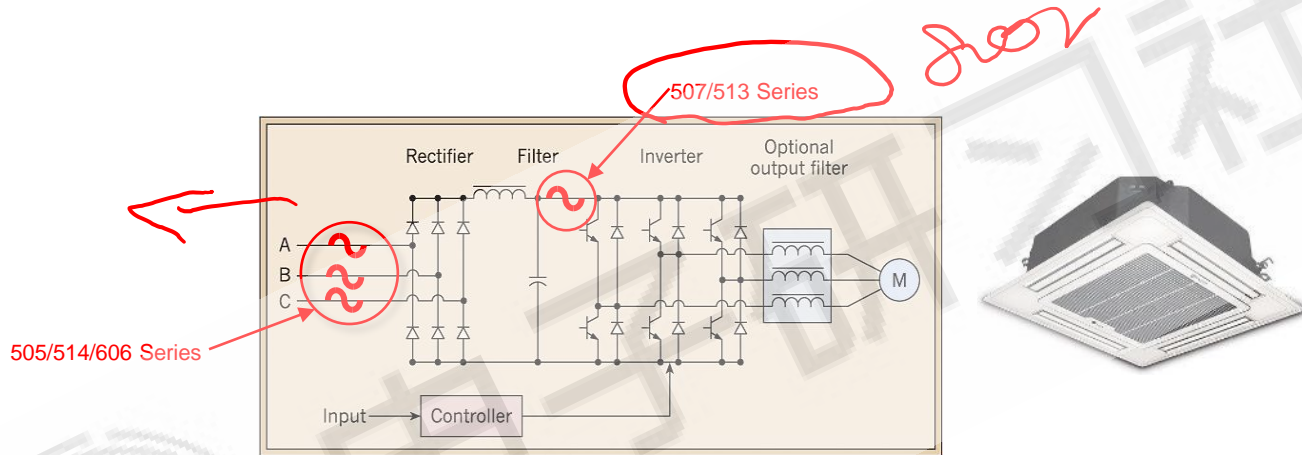 507/513 Series
Rectifier
Filter
Inverter
Optional
output filter
A
B
C
M
505/514/606 Series
Input
Controller